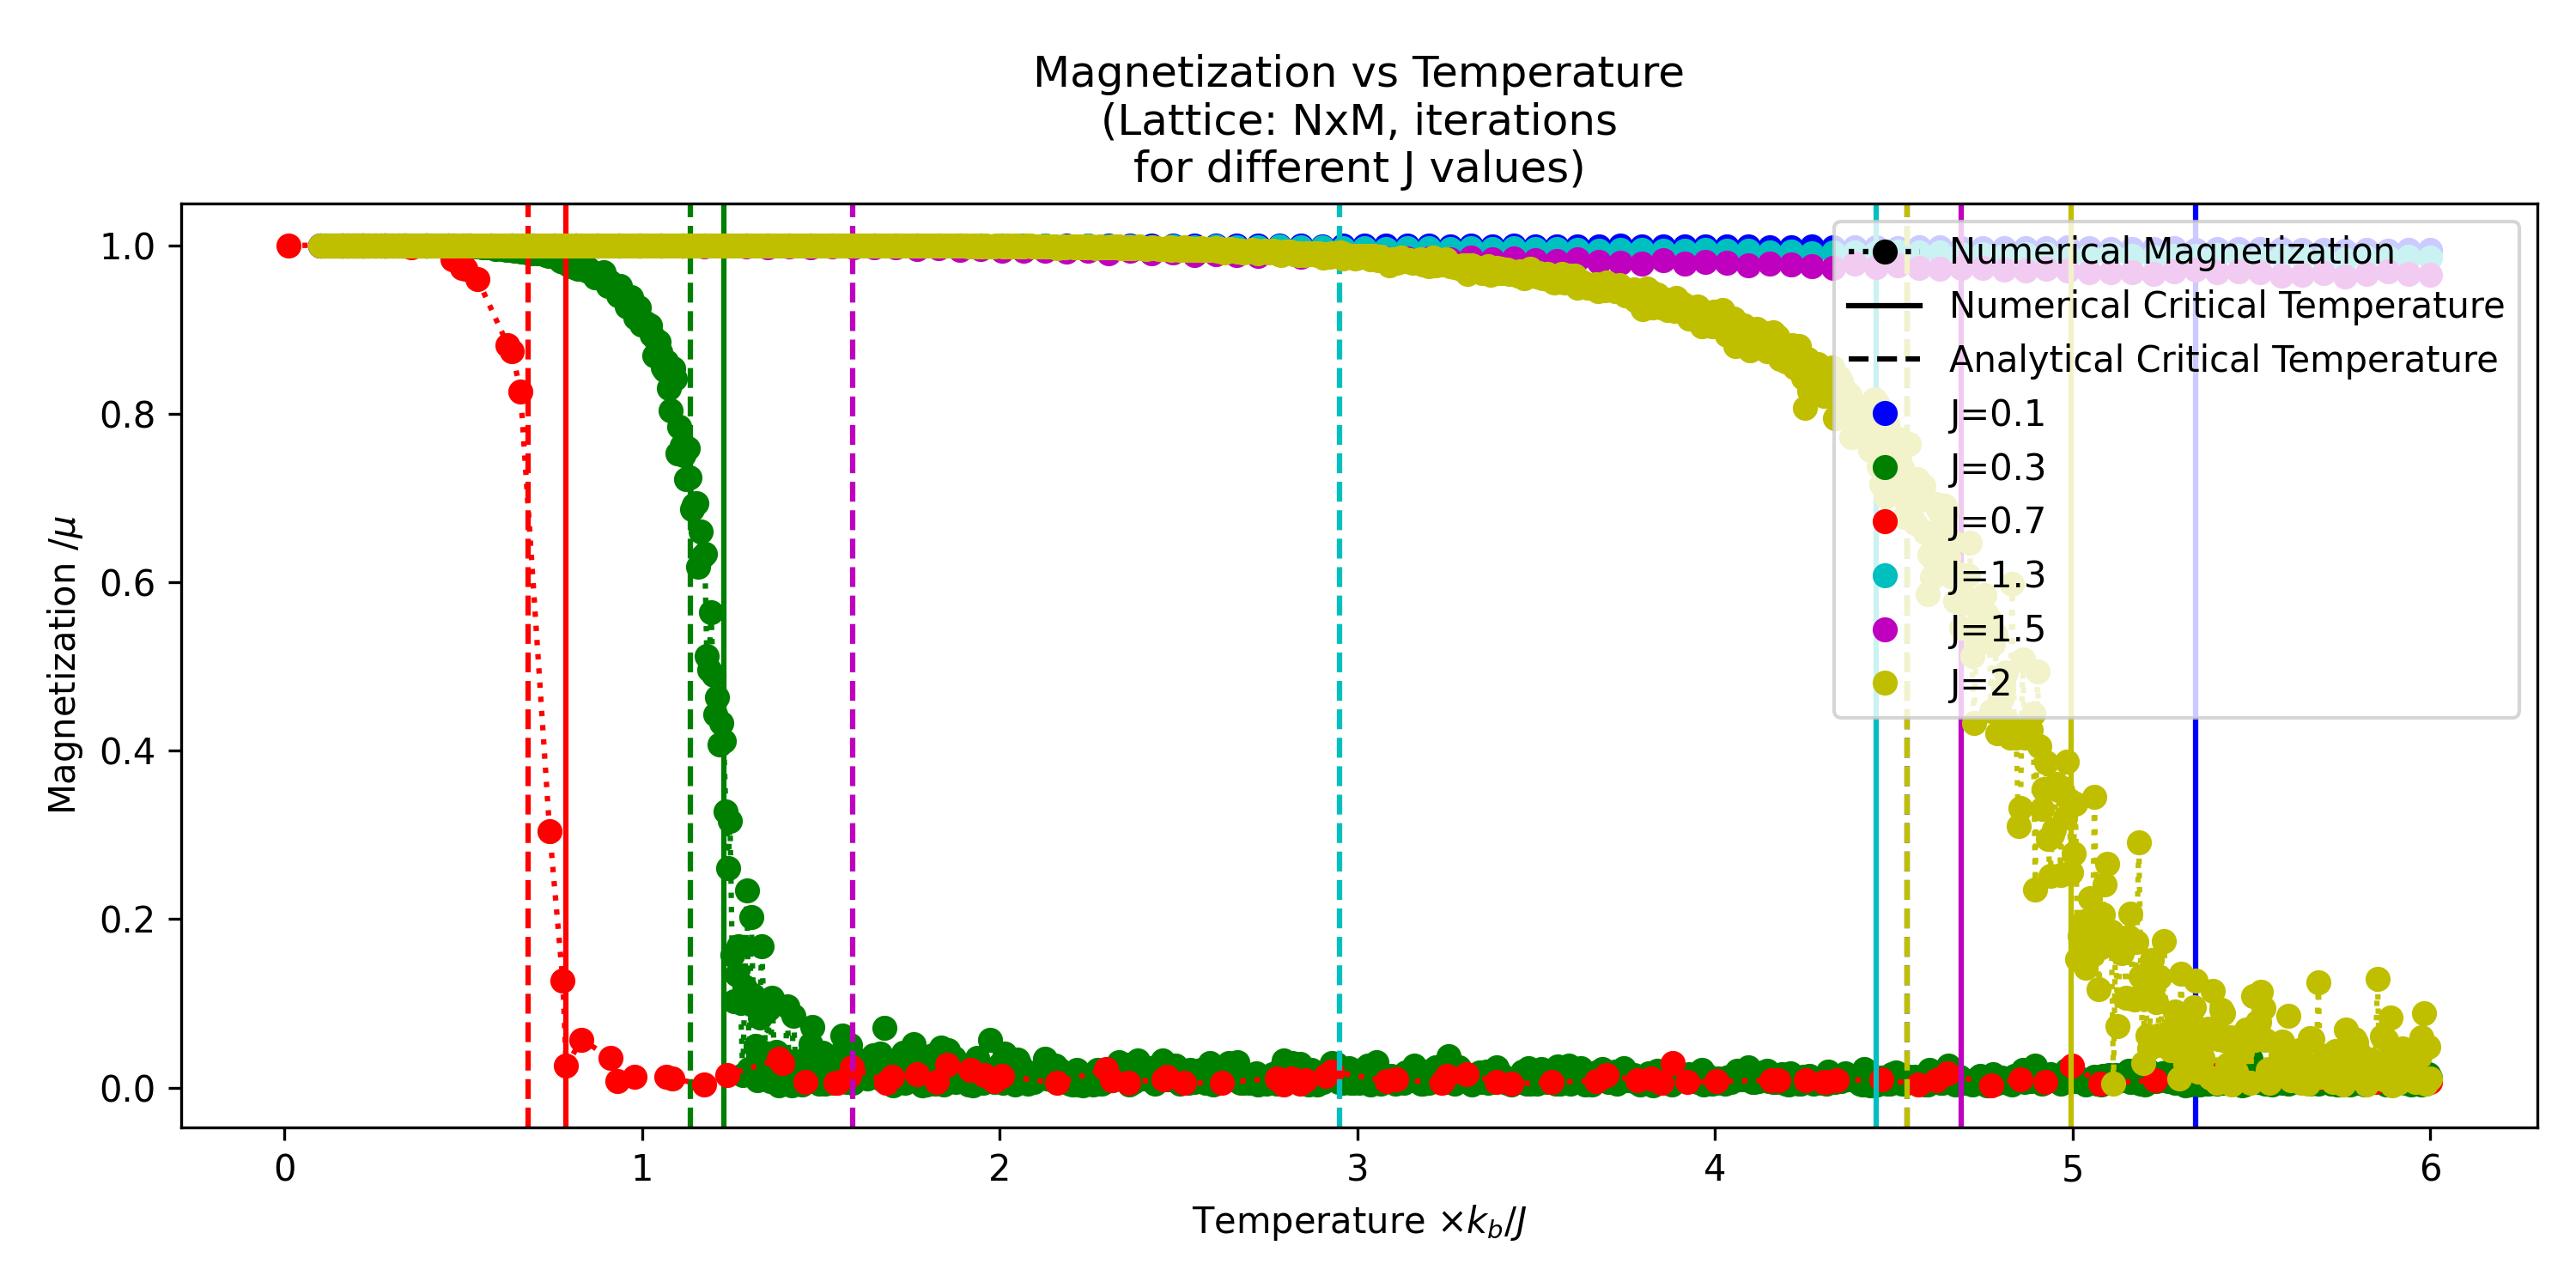 Magnetization vs Temperature
(Lattice: NxM, iterations
for different J values)
Magnetization /μ
1.0
0.8
0.6
0.4
0.2
0.0
0 1 2 3 4 5 6
Temperature ×k_b/J
Numerical Magnetization
Numerical Critical Temperature
Analytical Critical Temperature
J=0.1
J=0.3
J=0.7
J=1.3
J=1.5
J=2